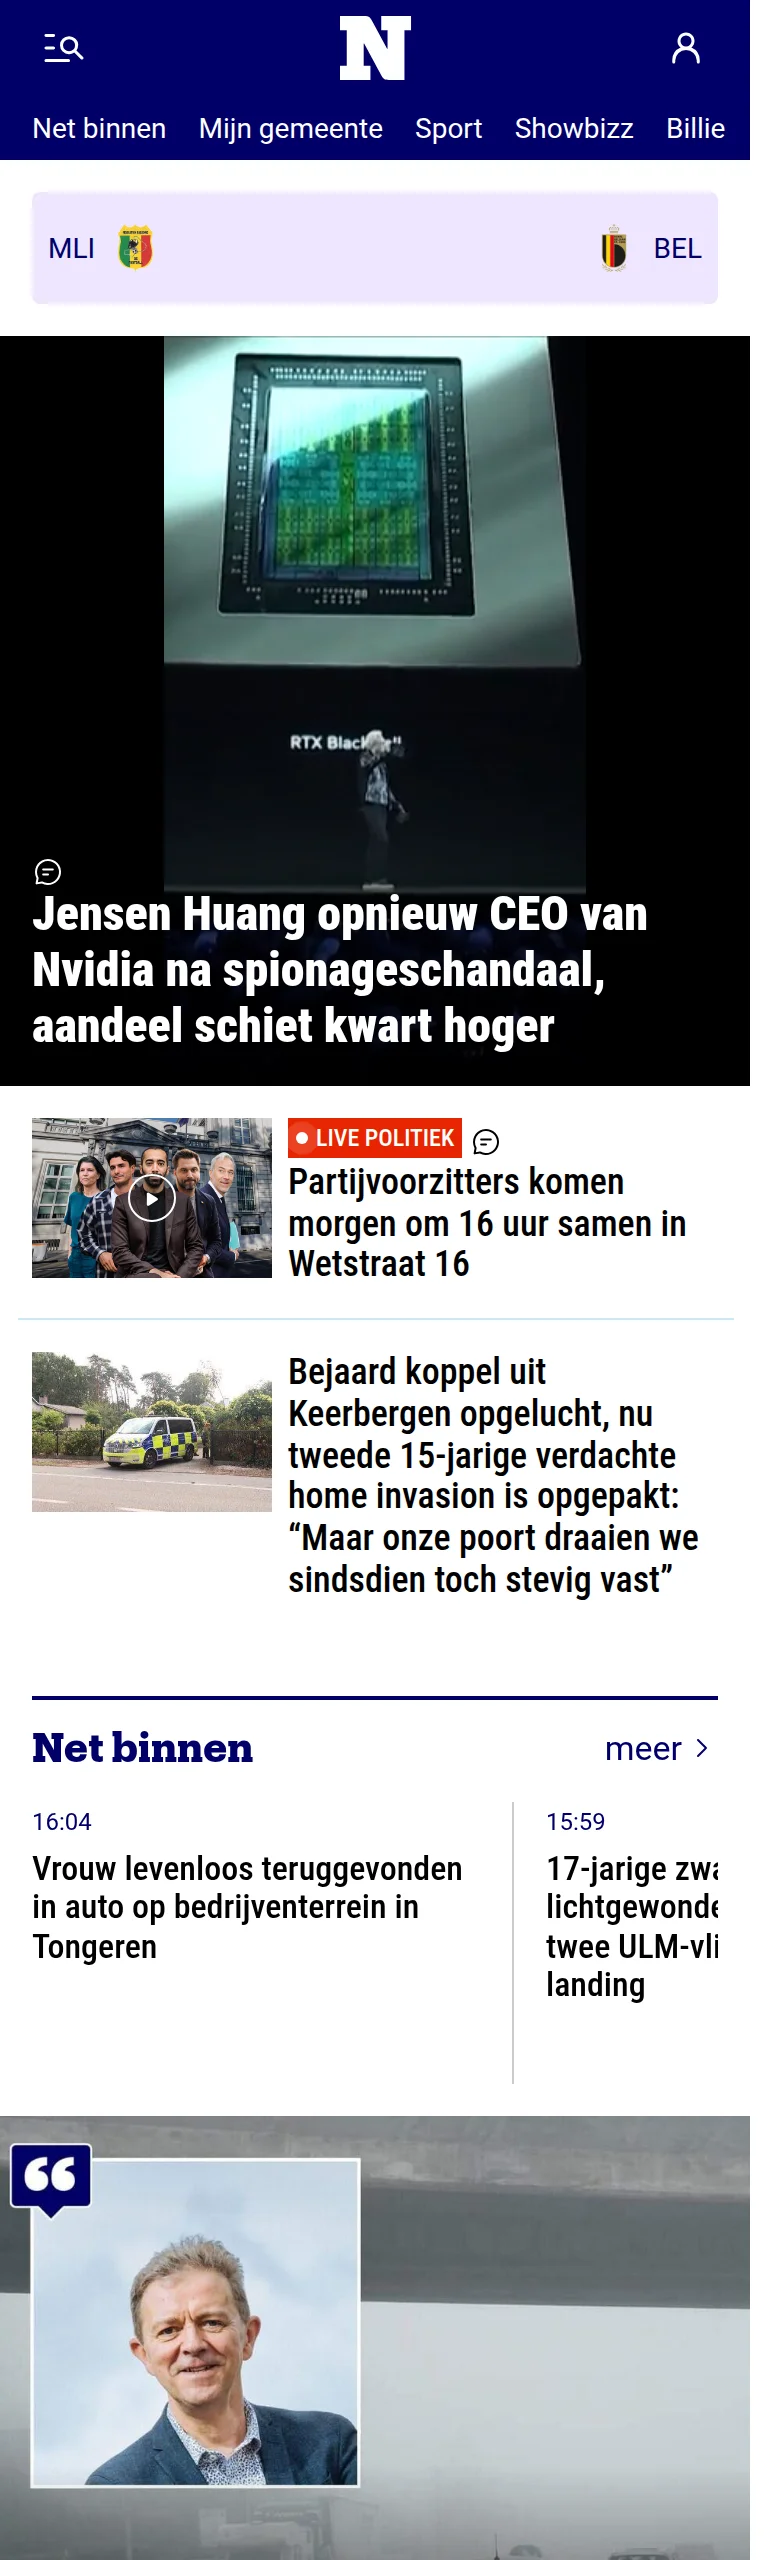 N
Net binnen Mijn gemeente Sport Showbizz Billie
MLI BEL
RTX
Jensen Huang opnieuw CEO van
Nvidia na spionageschandaal,
aandeel schiet kwart hoger
LIVE POLITIEK
Partijvoorzitters komen
morgen om 16 uur samen in
Wetstraat 16
Bejaard koppel uit
Keerbergen opgelucht, nu
tweede 15-jarige verdachte
home invasion is opgepakt:
“Maar onze poort draaien we
sindsdien toch stevig vast”
Net binnen meer
16:04
Vrouw levenloos teruggevonden
in auto op bedrijventerrein in
Tongeren
15:59
17-jarige
twee
landing